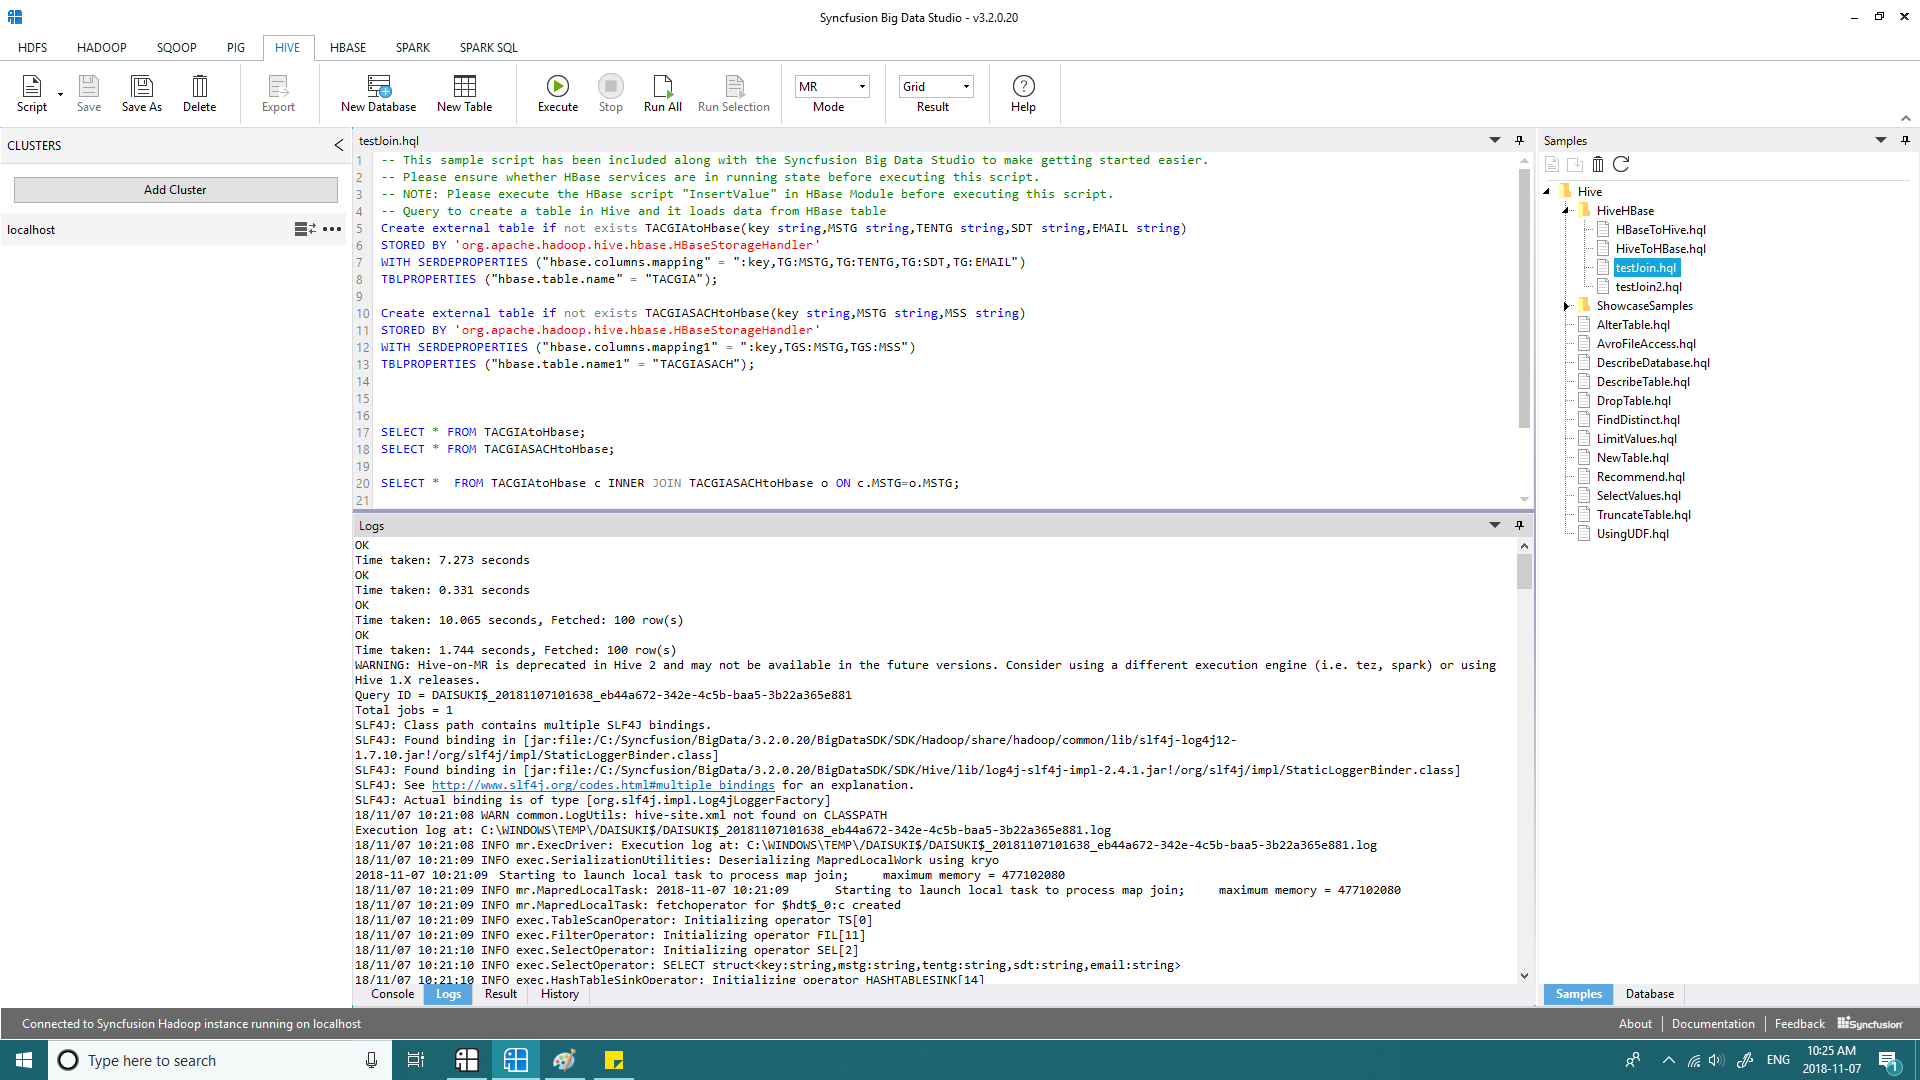 Syncfusion Big Data Studio - v3.2.0.20
HDFS HADOOP SQOOP PIG HIVE HBASE SPARK SPARK SQL
Script Save Save As Delete Export New Database New Table Execute Stop Run All Run Selection MR Mode Grid Result Help
CLUSTERS
Add Cluster
localhost
testJoin.hql
1 -- This sample script has been included along with the Syncfusion Big Data Studio to make getting started easier.
2 -- Please ensure whether HBase services are in running state before executing this script.
3 -- NOTE: Please execute the HBase script "InsertValue" in HBase Module before executing this script.
4 -- Query to create a table in Hive and it loads data from HBase table
5 Create external table if not exists TACGIAtoHbase(key string,MSTG string,TENTG string,SDT string,EMAIL string)
6 STORED BY 'org.apache.hadoop.hive.hbase.HBaseStorageHandler'
7 WITH SERDEPROPERTIES ("hbase.columns.mapping" = ":key,TG:MSTG,TG:TENTG,TG:SDT,TG:EMAIL")
8 TBLPROPERTIES ("hbase.table.name" = "TACGIA");
9
10 Create external table if not exists TACGIASACHtoHbase(key string,MSTG string,MSS string)
11 STORED BY 'org.apache.hadoop.hive.hbase.HBaseStorageHandler'
12 WITH SERDEPROPERTIES ("hbase.columns.mapping1" = ":key,TGS:MSTG,TGS:MSS")
13 TBLPROPERTIES ("hbase.table.name1" = "TACGIASACH");
14
15
16
17 SELECT * FROM TACGIAtoHbase;
18 SELECT * FROM TACGIASACHtoHbase;
19
20 SELECT *  FROM TACGIAtoHbase c INNER JOIN TACGIASACHtoHbase o ON c.MSTG=o.MSTG;
21
Logs
OK
Time taken: 7.273 seconds
OK
Time taken: 0.331 seconds
OK
Time taken: 10.065 seconds, Fetched: 100 row(s)
OK
Time taken: 1.744 seconds, Fetched: 100 row(s)
WARNING: Hive-on-MR is deprecated in Hive 2 and may not be available in the future versions. Consider using a different execution engine (i.e. tez, spark) or using
Hive 1.X releases.
Query ID = DAISUKI$_20181107101638_eb44a672-342e-4c5b-baa5-3b22a365e881
Total jobs = 1
SLF4J: Class path contains multiple SLF4J bindings.
SLF4J: Found binding in [jar:file:/C:/Syncfusion/BigData/3.2.0.20/BigDataSDK/SDK/Hadoop/share/hadoop/common/lib/slf4j-log4j12-
1.7.10.jar!/org/slf4j/impl/StaticLoggerBinder.class]
SLF4J: Found binding in [jar:file:/C:/Syncfusion/BigData/3.2.0.20/BigDataSDK/SDK/Hive/lib/log4j-slf4j-impl-2.4.1.jar!/org/slf4j/impl/StaticLoggerBinder.class]
SLF4J: See http://www.slf4j.org/codes.html#multiple_bindings for an explanation.
SLF4J: Actual binding is of type [org.slf4j.impl.Log4jLoggerFactory]
18/11/07 10:21:08 WARN common.LogUtils: hive-site.xml not found on CLASSPATH
Execution log at: C:\WINDOWS\TEMP\/DAISUKI$/DAISUKI$_20181107101638_eb44a672-342e-4c5b-baa5-3b22a365e881.log
18/11/07 10:21:08 INFO mr.ExecDriver: Execution log at: C:\WINDOWS\TEMP\/DAISUKI$/DAISUKI$_20181107101638_eb44a672-342e-4c5b-baa5-3b22a365e881.log
18/11/07 10:21:09 INFO exec.SerializationUtilities: Deserializing MapredLocalWork using kryo
2018-11-07 10:21:09 Starting to launch local task to process map join; maximum memory = 477102080
18/11/07 10:21:09 INFO mr.MapredLocalTask: 2018-11-07 10:21:09 Starting to launch local task to process map join; maximum memory = 477102080
18/11/07 10:21:09 INFO mr.MapredLocalTask: fetchoperator for $hdt$_0:c created
18/11/07 10:21:09 INFO exec.TableScanOperator: Initializing operator TS[0]
18/11/07 10:21:09 INFO exec.FilterOperator: Initializing operator FIL[11]
18/11/07 10:21:10 INFO exec.SelectOperator: Initializing operator SEL[2]
18/11/07 10:21:10 INFO exec.SelectOperator: SELECT struct<key:string,mstg:string,tentg:string,sdt:string,email:string>
18/11/07 10:21:10 INFO exec.HashTableSinkOperator: Initializing operator HASHTABLESINK[14]
Console Logs Result History
Samples
Hive
HiveHBase
HBaseToHive.hql
HiveToHBase.hql
testJoin.hql
testJoin2.hql
ShowcaseSamples
AlterTable.hql
AvroFileAccess.hql
DescribeDatabase.hql
DescribeTable.hql
DropTable.hql
FindDistinct.hql
LimitValues.hql
NewTable.hql
Recommend.hql
SelectValues.hql
TruncateTable.hql
UsingUDF.hql
Samples Database
Connected to Syncfusion Hadoop instance running on localhost
About Documentation Feedback Syncfusion
Type here to search
ENG
10:25 AM
2018-11-07
1